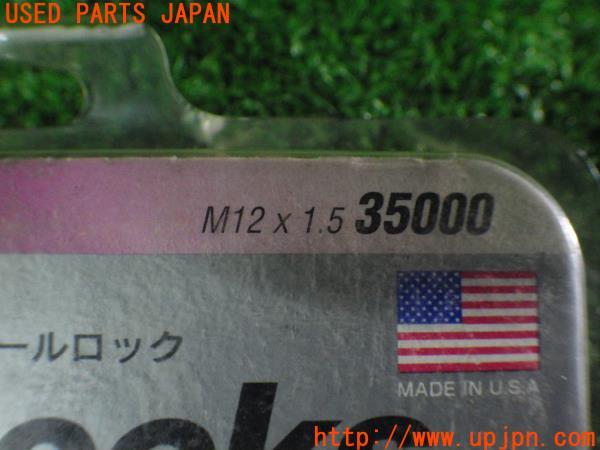 USED PARTS JAPAN
M12 x 1.5 35000
ールロック
MADE IN U.S.A
http://www.upjpn.com